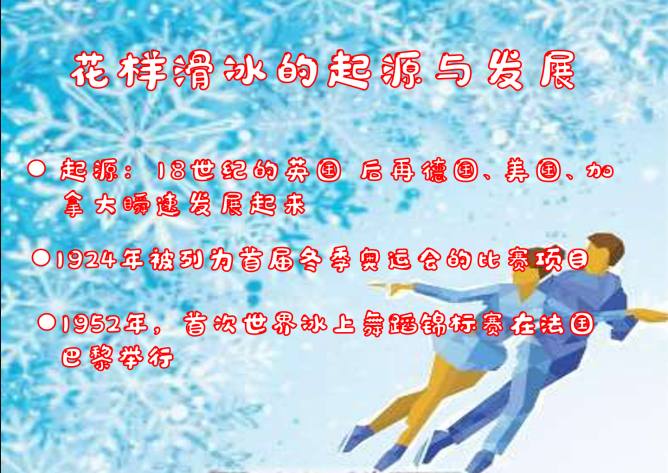 花样滑冰的起源与发展
● 起源：18世纪的英国 后再德国、美国、加
拿大瞬速发展起来
●1924年被列为首届冬季奥运会的比赛项目
●1952年，首次世界冰上舞蹈锦标赛在法国
巴黎举行